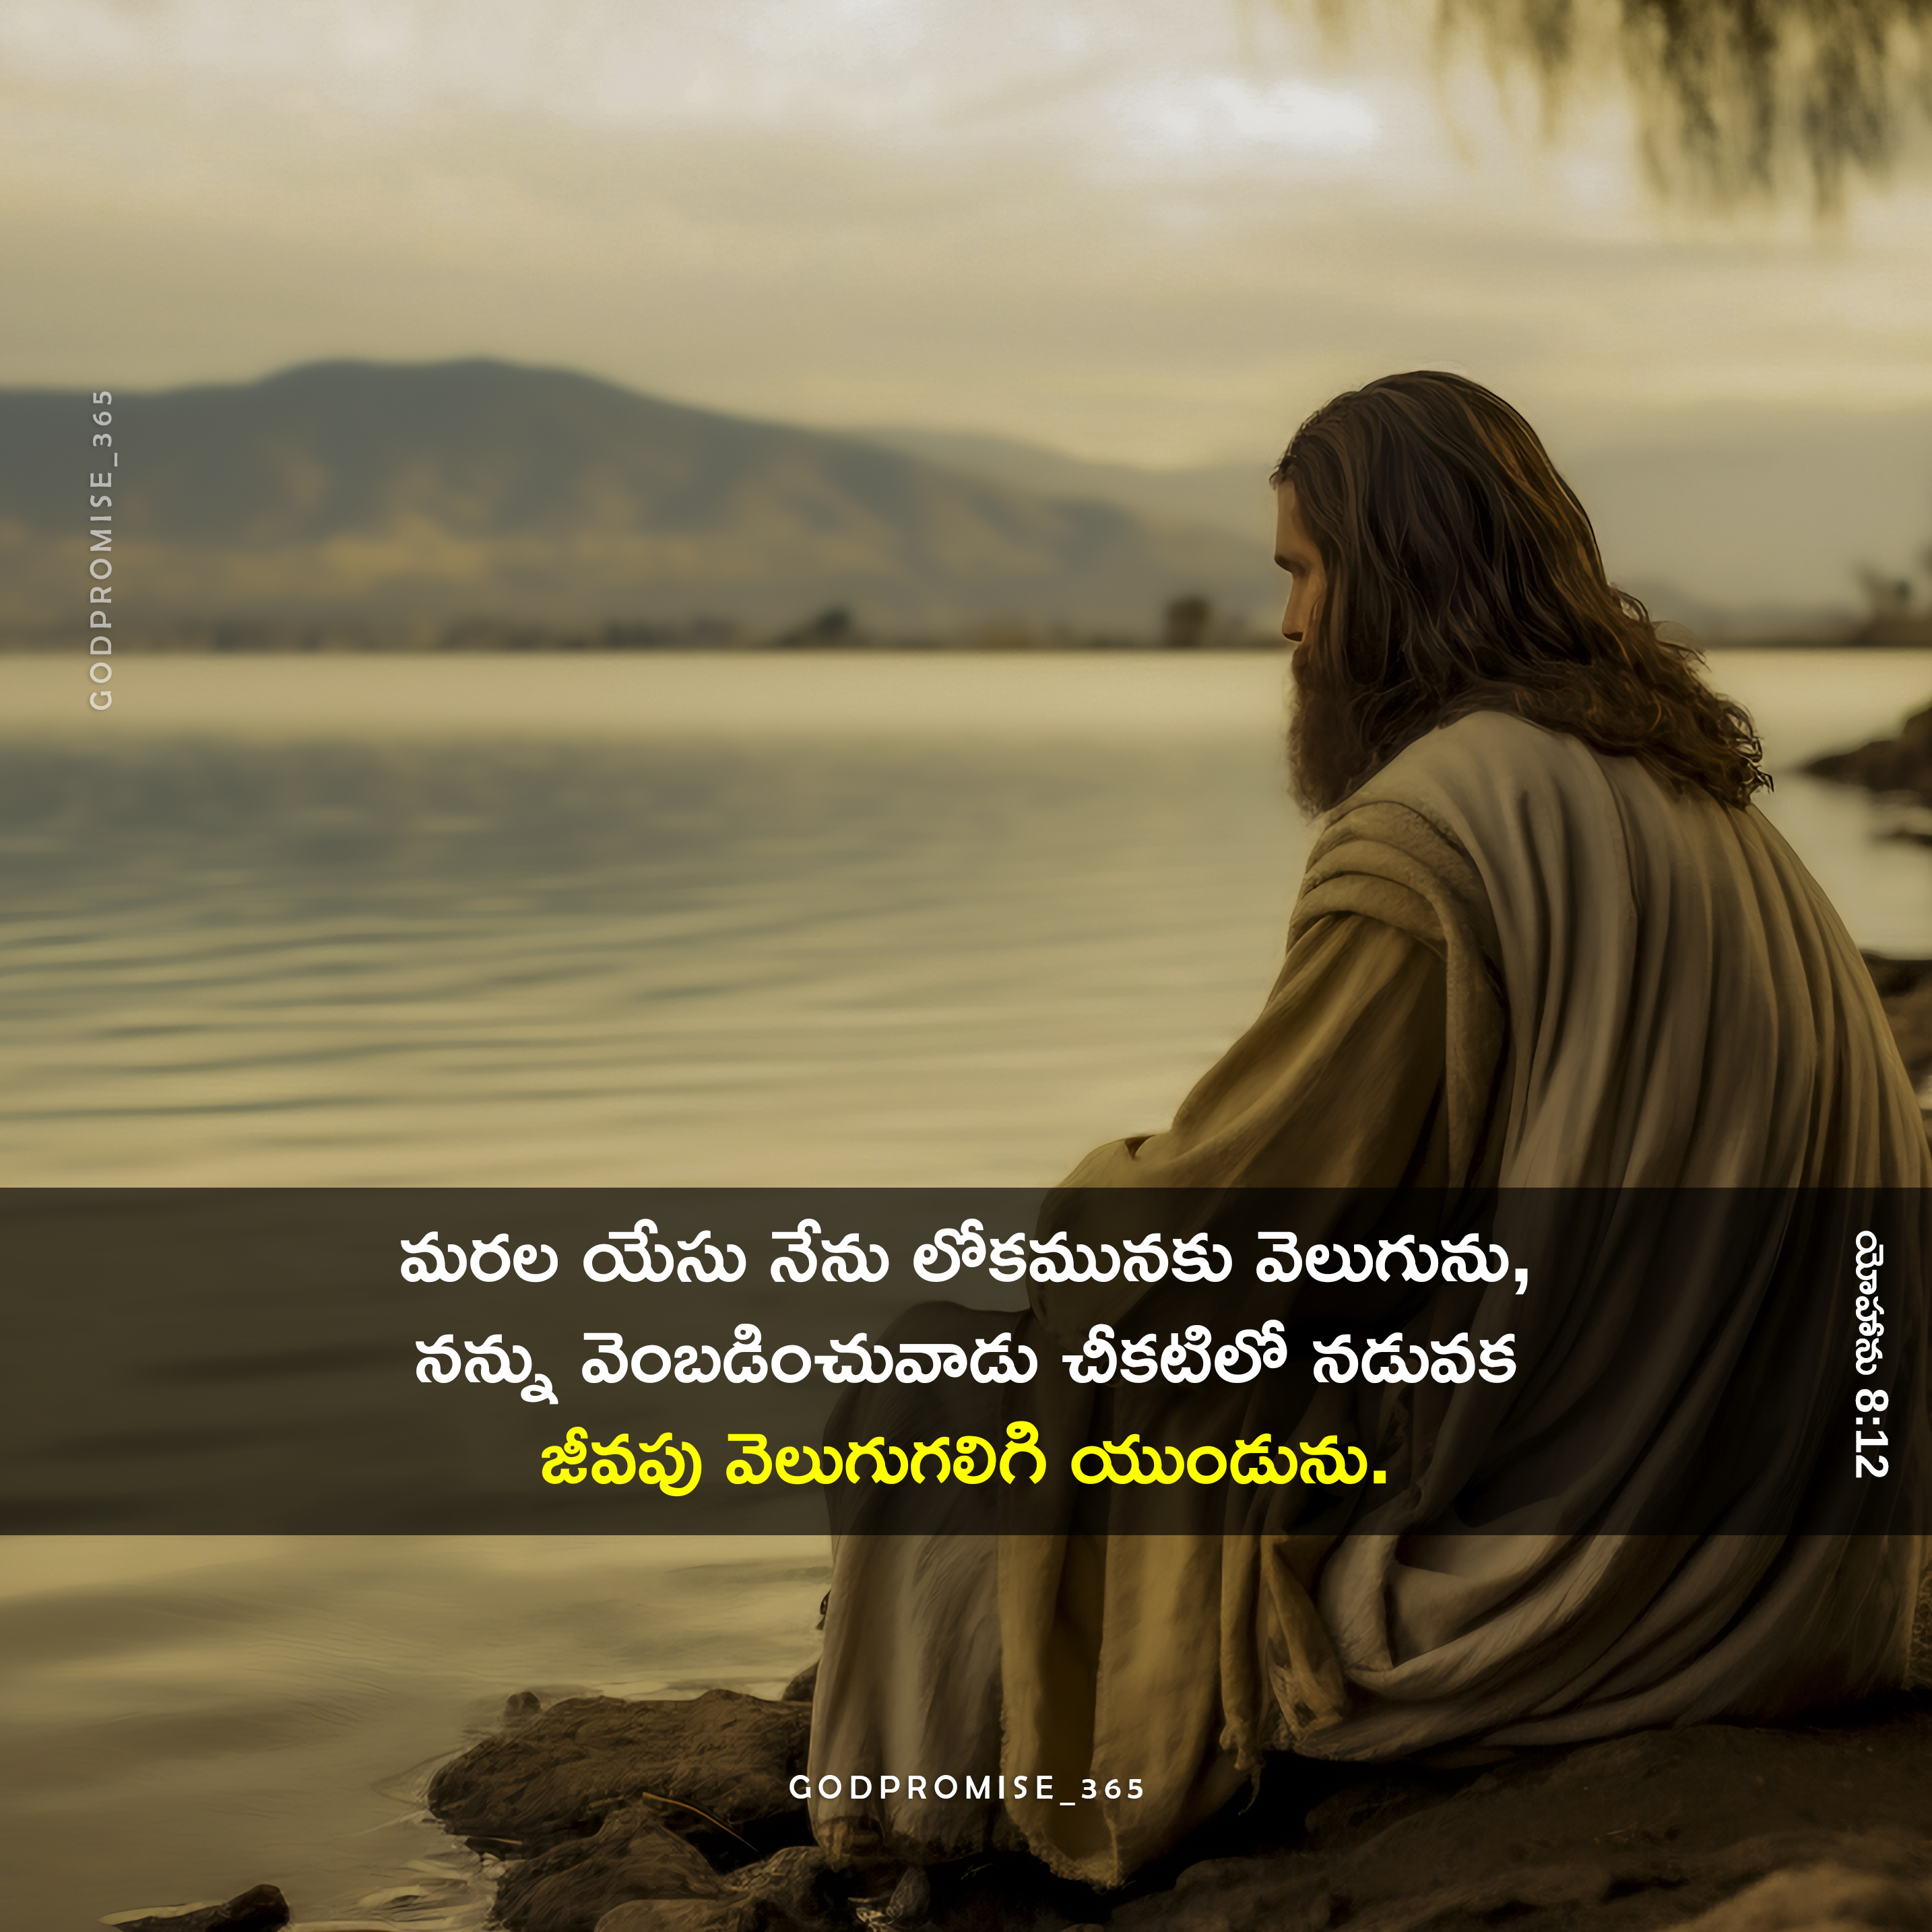 GODPROMISE_365
మరల యేసు నేను లోకమునకు వెలుగును,
నన్ను వెంబడించువాడు చీకటిలో నడువక
జీవపు వెలుగుగలిగి యుండును.
యోహాను 8:12
GODPROMISE_365